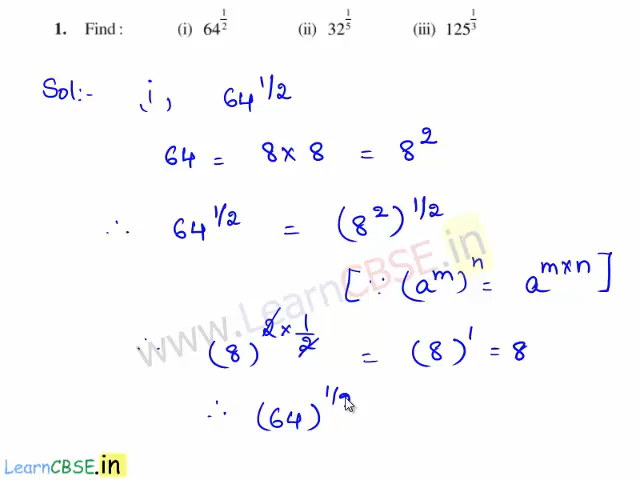 1. Find : (i) 64^{1/2} (ii) 32^{1/5} (iii) 125^{1/3}
Sol:- i, 64^{1/2}
64 = 8 × 8 = 8^2
∴ 64^{1/2} = (8^2)^{1/2}
[∵ (a^m)^n = a^{m×n}]
∵ (8)^{2×1/2} = (8)^1 = 8
∴ (64)^{1/2}
www.LearnCBSE.in
LearnCBSE.in